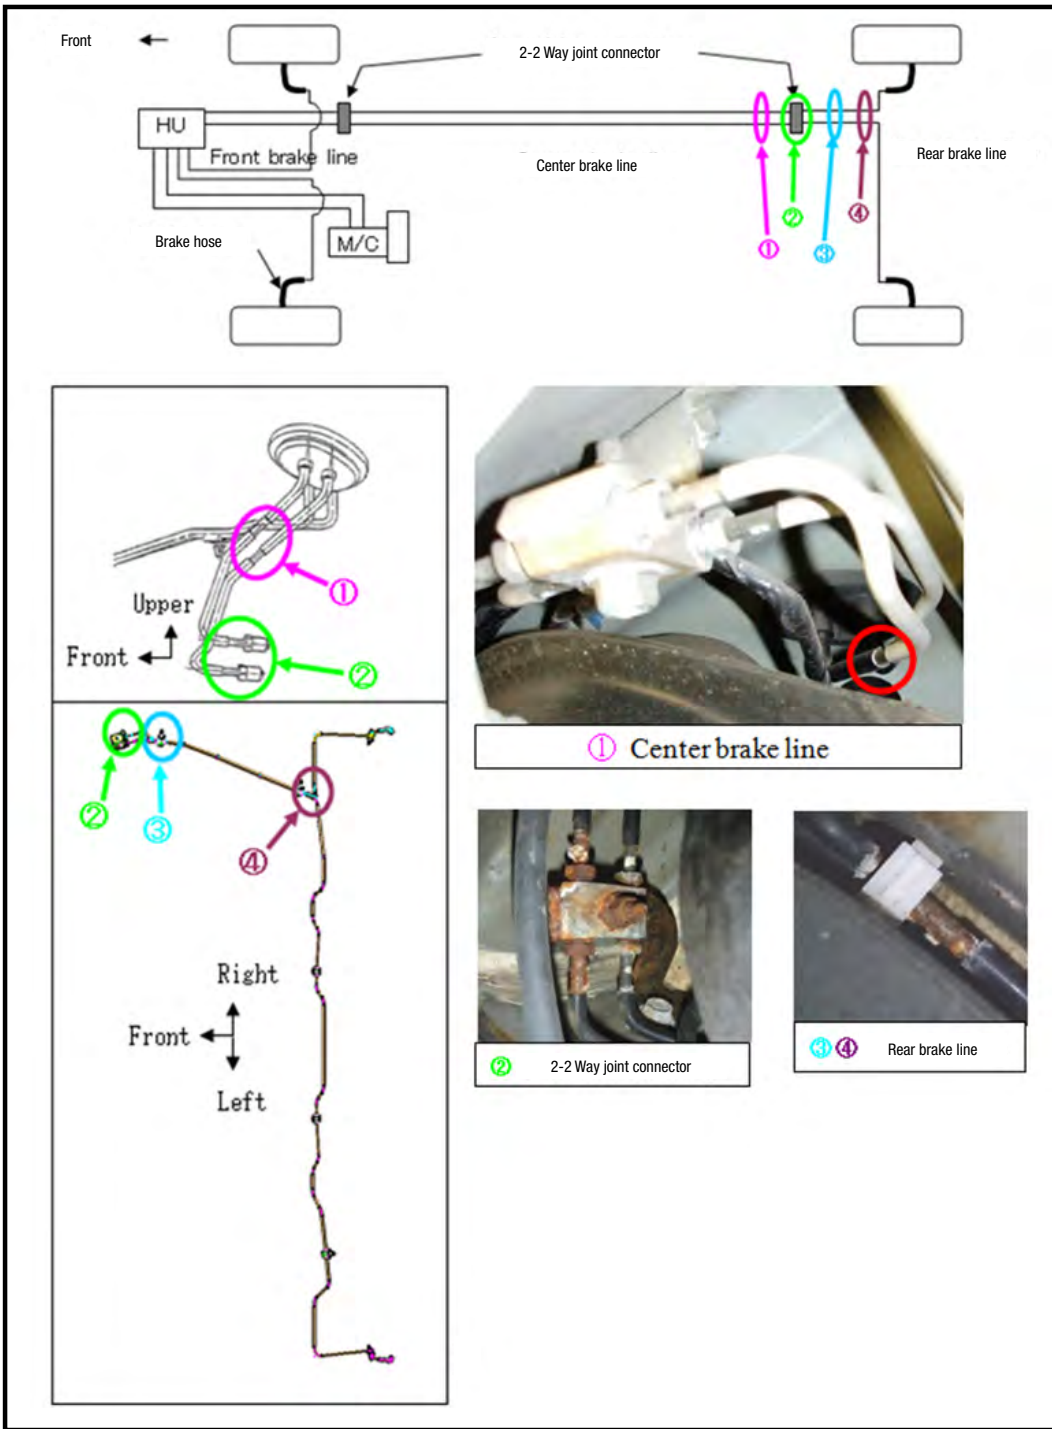 Front
2-2 Way joint connector
HU
Front brake line
Center brake line
Rear brake line
M/C
Brake hose
①
②
③
④
①
Upper
Front
②
① Center brake line
②
③
④
Right
Front
Left
② 2-2 Way joint connector
③ ④ Rear brake line